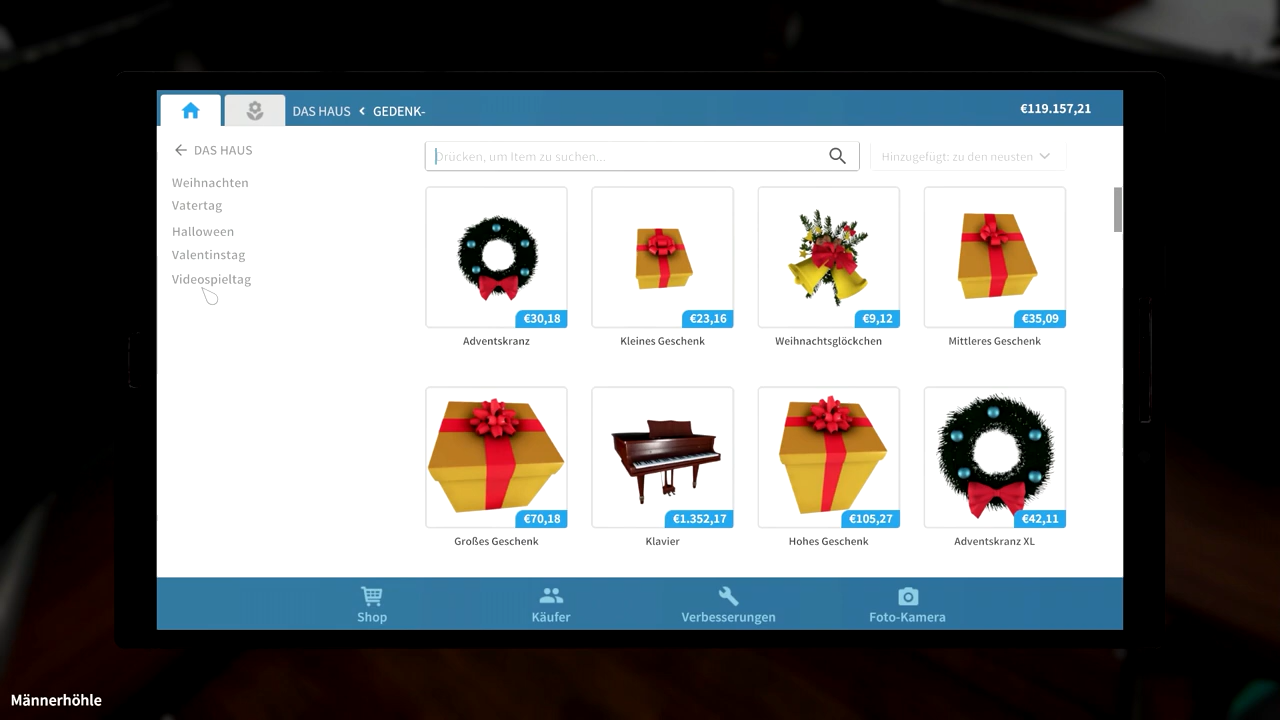 DAS HAUS < GEDENK-
€119.157,21
← DAS HAUS
Weihnachten
Vatertag
Halloween
Valentinstag
Videospieltag
Drücken, um Item zu suchen...
Hinzugefügt: zu den neusten
€30,18
€23,16
€9,12
€35,09
Adventskranz
Kleines Geschenk
Weihnachtsglöckchen
Mittleres Geschenk
€70,18
€1.352,17
€105,27
€42,11
Großes Geschenk
Klavier
Hohes Geschenk
Adventskranz XL
Shop
Käufer
Verbesserungen
Foto-Kamera
Männerhöhle